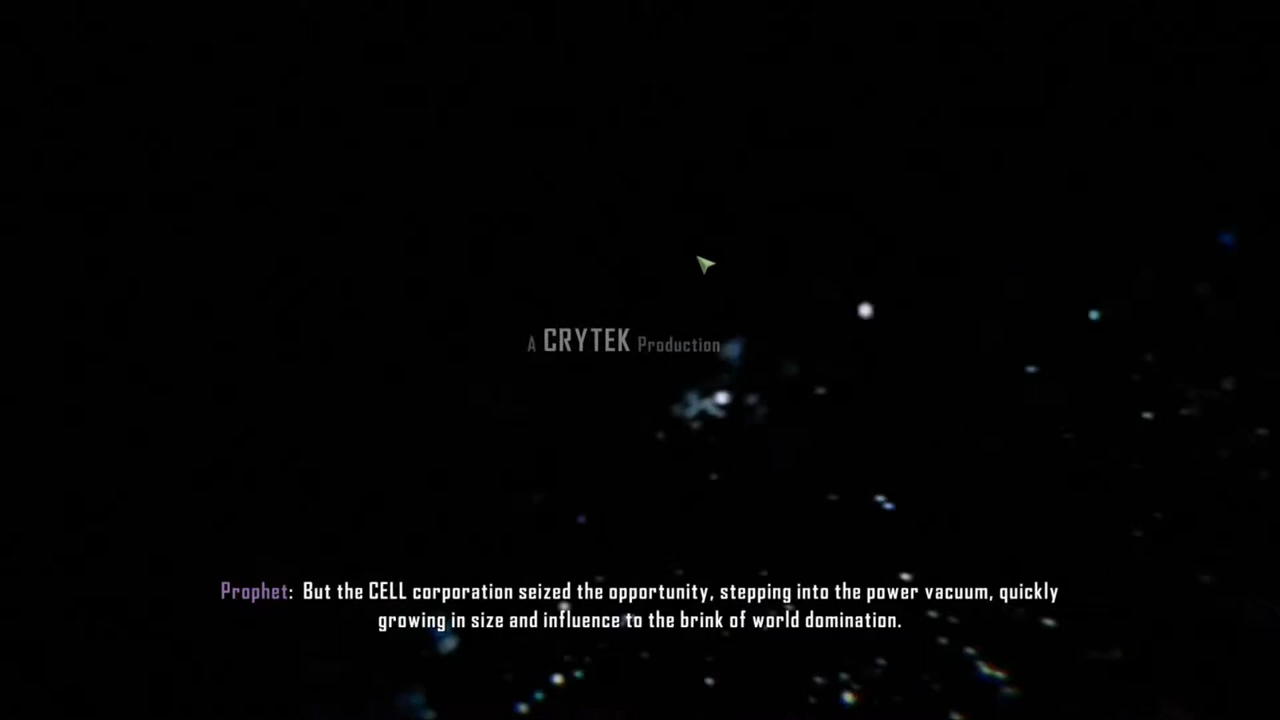 A CRYTEK Production
Prophet: But the CELL corporation seized the opportunity, stepping into the power vacuum, quickly
growing in size and influence to the brink of world domination.